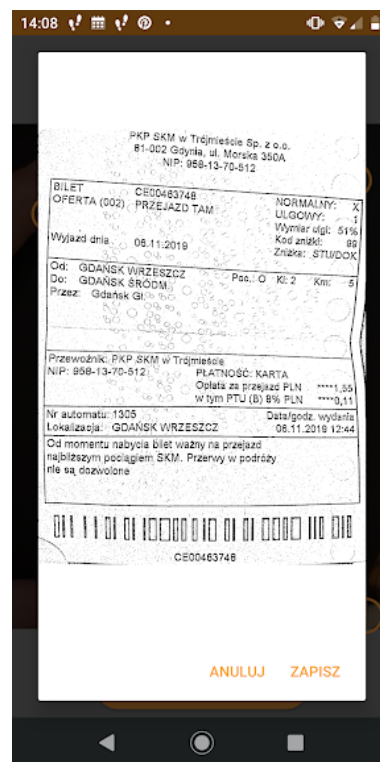 14:08
PKP SKM w Trójmieście Sp. z o.o.
81-002 Gdynia, ul. Morska 350A
NIP: 958-13-70-512
BILET CE00463748 NORMALNY: X
OFERTA (002) PRZEJAZD TAM ULGOWY: 1
Wymiar ulgi: 51%
Wyjazd dnia 06.11.2019 Kod zniżki: 99
Zniżka: STU/DOK
Od: GDAŃSK WRZESZCZ Poc.: O Kl: 2 Km: 5
Do: GDAŃSK ŚRÓDM.
Przez: Gdańsk Gł.
Przewoźnik: PKP SKM w Trójmieście
NIP: 958-13-70-512 PŁATNOŚĆ: KARTA
Opłata za przejazd PLN ****1,55
w tym PTU (B) 8% PLN ****0,11
Nr automatu: 1305 Data/godz. wydania
Lokalizacja: GDAŃSK WRZESZCZ 06.11.2019 12:44
Od momentu nabycia bilet ważny na przejazd
najbliższym pociągiem SKM. Przerwy w podróży
nie są dozwolone
CE00463748
ANULUJ ZAPISZ